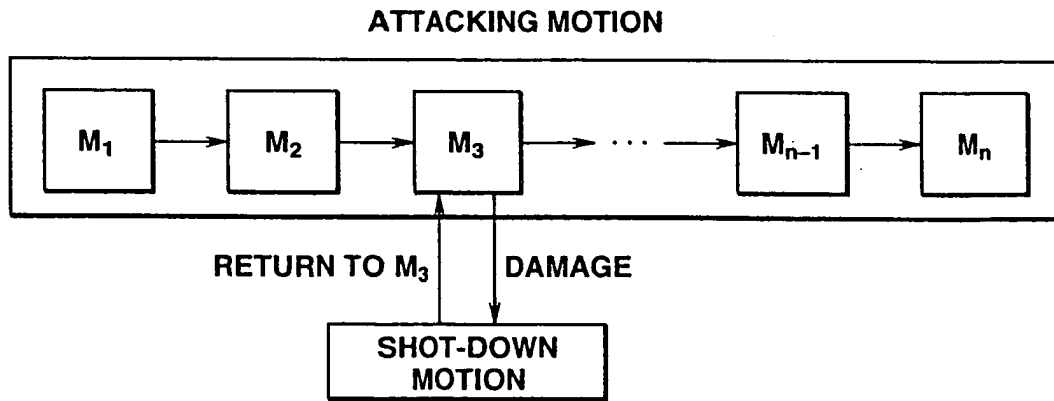 ATTACKING MOTION
M₁ M₂ M₃ · · · Mₙ₋₁ Mₙ
RETURN TO M₃ DAMAGE
SHOT-DOWN
MOTION